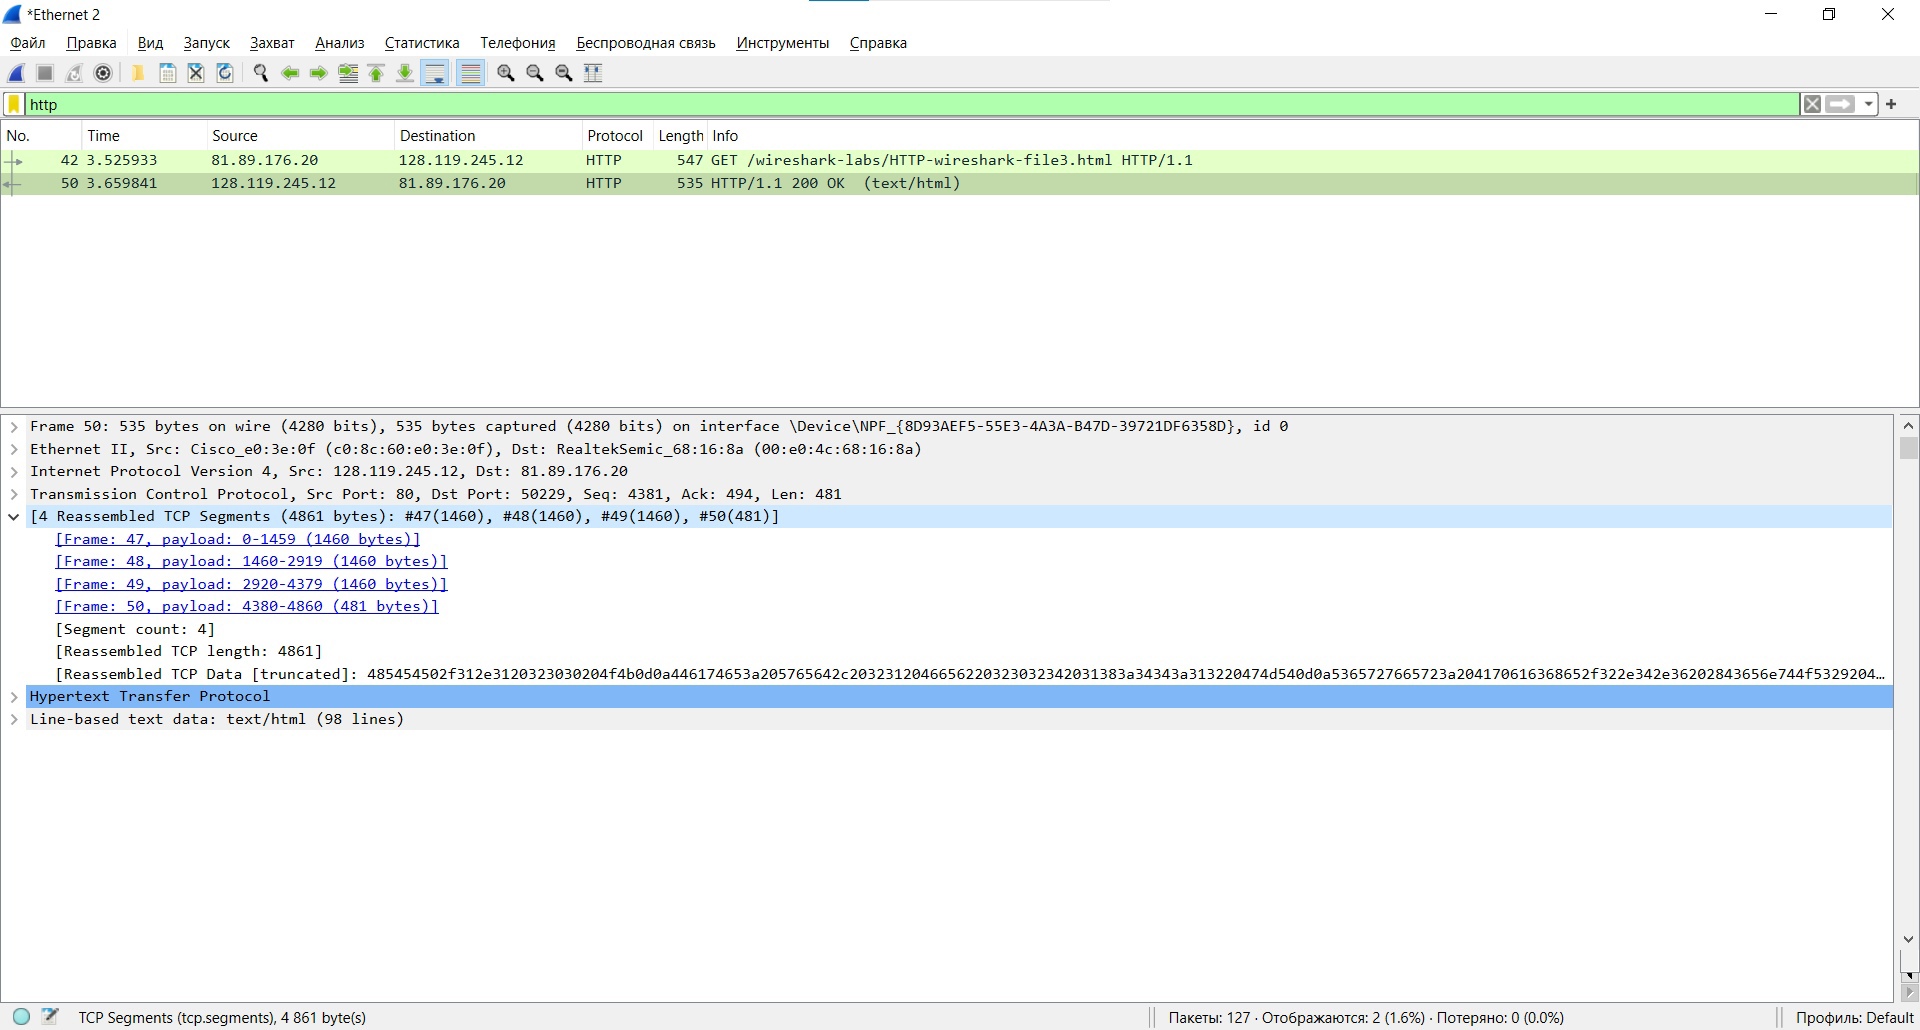 *Ethernet 2
Файл Правка Вид Запуск Захват Анализ Статистика Телефония Беспроводная связь Инструменты Справка
http
No. Time Source Destination Protocol Length Info
42 3.525933 81.89.176.20 128.119.245.12 HTTP 547 GET /wireshark-labs/HTTP-wireshark-file3.html HTTP/1.1
50 3.659841 128.119.245.12 81.89.176.20 HTTP 535 HTTP/1.1 200 OK (text/html)
Frame 50: 535 bytes on wire (4280 bits), 535 bytes captured (4280 bits) on interface \Device\NPF_{8D93AEF5-55E3-4A3A-B47D-39721DF6358D}, id 0
Ethernet II, Src: Cisco_e0:3e:0f (c0:8c:60:e0:3e:0f), Dst: RealtekSemic_68:16:8a (00:e0:4c:68:16:8a)
Internet Protocol Version 4, Src: 128.119.245.12, Dst: 81.89.176.20
Transmission Control Protocol, Src Port: 80, Dst Port: 50229, Seq: 4381, Ack: 494, Len: 481
[4 Reassembled TCP Segments (4861 bytes): #47(1460), #48(1460), #49(1460), #50(481)]
[Frame: 47, payload: 0-1459 (1460 bytes)]
[Frame: 48, payload: 1460-2919 (1460 bytes)]
[Frame: 49, payload: 2920-4379 (1460 bytes)]
[Frame: 50, payload: 4380-4860 (481 bytes)]
[Segment count: 4]
[Reassembled TCP length: 4861]
[Reassembled TCP Data [truncated]: 485454502f312e3120323030204f4b0d0a446174653a205765642c2032312046656220323032342031383a34343a313220474d540d0a5365727665723a204170616368652f322e342e36202843656e744f5329204…
Hypertext Transfer Protocol
Line-based text data: text/html (98 lines)
TCP Segments (tcp.segments), 4 861 byte(s) Пакеты: 127 · Отображаются: 2 (1.6%) · Потеряно: 0 (0.0%) Профиль: Default